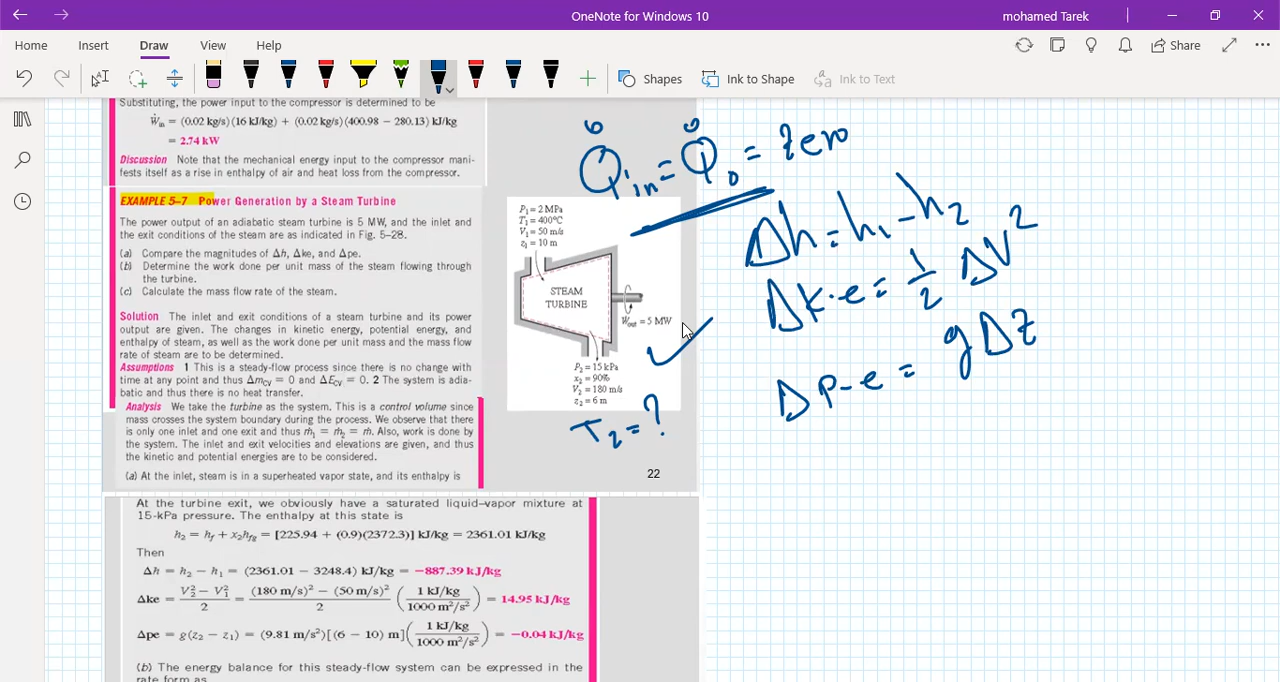 OneNote for Windows 10
mohamed Tarek
Home Insert Draw View Help
Share
Shapes
Ink to Shape
Ink to Text
Substituting, the power input to the compressor is determined to be
Ẇin = (0.02 kg/s)(16 kJ/kg) + (0.02 kg/s)(400.98 − 280.13) kJ/kg
= 2.74 kW
Discussion Note that the mechanical energy input to the compressor mani-
fests itself as a rise in enthalpy of air and heat loss from the compressor.
EXAMPLE 5–7 Power Generation by a Steam Turbine
The power output of an adiabatic steam turbine is 5 MW, and the inlet and
the exit conditions of the steam are as indicated in Fig. 5–28.
(a) Compare the magnitudes of Δh, Δke, and Δpe.
(b) Determine the work done per unit mass of the steam flowing through
the turbine.
(c) Calculate the mass flow rate of the steam.
Solution The inlet and exit conditions of a steam turbine and its power
output are given. The changes in kinetic energy, potential energy, and
enthalpy of steam, as well as the work done per unit mass and the mass flow
rate of steam are to be determined.
Assumptions 1 This is a steady-flow process since there is no change with
time at any point and thus ΔmCV = 0 and ΔECV = 0. 2 The system is adia-
batic and thus there is no heat transfer.
Analysis We take the turbine as the system. This is a control volume since
mass crosses the system boundary during the process. We observe that there
is only one inlet and one exit and thus ṁ1 = ṁ2 = ṁ. Also, work is done by
the system. The inlet and exit velocities and elevations are given, and thus
the kinetic and potential energies are to be considered.
(a) At the inlet, steam is in a superheated vapor state, and its enthalpy is
P1 = 2 MPa
T1 = 400°C
V1 = 50 m/s
z1 = 10 m
STEAM
TURBINE
Ẇout = 5 MW
P2 = 15 kPa
x2 = 90%
V2 = 180 m/s
z2 = 6 m
T2 = ?
22
Q̇in = Q̇o = Zero
Δh = h1 − h2
Δk.e = 1/2 ΔV²
ΔP-e = gΔZ
At the turbine exit, we obviously have a saturated liquid–vapor mixture at
15-kPa pressure. The enthalpy at this state is
h2 = hf + x2hfg = [225.94 + (0.9)(2372.3)] kJ/kg = 2361.01 kJ/kg
Then
Δh = h2 − h1 = (2361.01 − 3248.4) kJ/kg = −887.39 kJ/kg
Δke = (V2² − V1²)/2 = ((180 m/s)² − (50 m/s)²)/2 (1 kJ/kg / 1000 m²/s²) = 14.95 kJ/kg
Δpe = g(z2 − z1) = (9.81 m/s²)[(6 − 10) m](1 kJ/kg / 1000 m²/s²) = −0.04 kJ/kg
(b) The energy balance for this steady-flow system can be expressed in the
rate form as